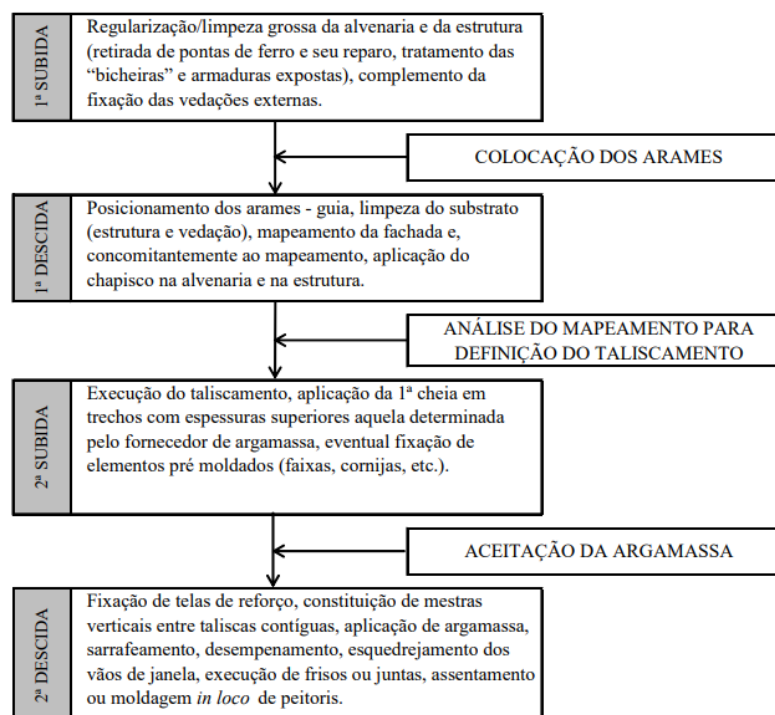 1ª SUBIDA
Regularização/limpeza grossa da alvenaria e da estrutura
(retirada de pontas de ferro e seu reparo, tratamento das
“bicheiras” e armaduras expostas), complemento da
fixação das vedações externas.
COLOCAÇÃO DOS ARAMES
1ª DESCIDA
Posicionamento dos arames - guia, limpeza do substrato
(estrutura e vedação), mapeamento da fachada e,
concomitantemente ao mapeamento, aplicação do
chapisco na alvenaria e na estrutura.
ANÁLISE DO MAPEAMENTO PARA
DEFINIÇÃO DO TALISCAMENTO
2ª SUBIDA
Execução do taliscamento, aplicação da 1ª cheia em
trechos com espessuras superiores aquela determinada
pelo fornecedor de argamassa, eventual fixação de
elementos pré moldados (faixas, cornijas, etc.).
ACEITAÇÃO DA ARGAMASSA
2ª DESCIDA
Fixação de telas de reforço, constituição de mestras
verticais entre taliscas contíguas, aplicação de argamassa,
sarrafeamento, desempenamento, esquedrejamento dos
vãos de janela, execução de frisos ou juntas, assentamento
ou moldagem in loco de peitoris.